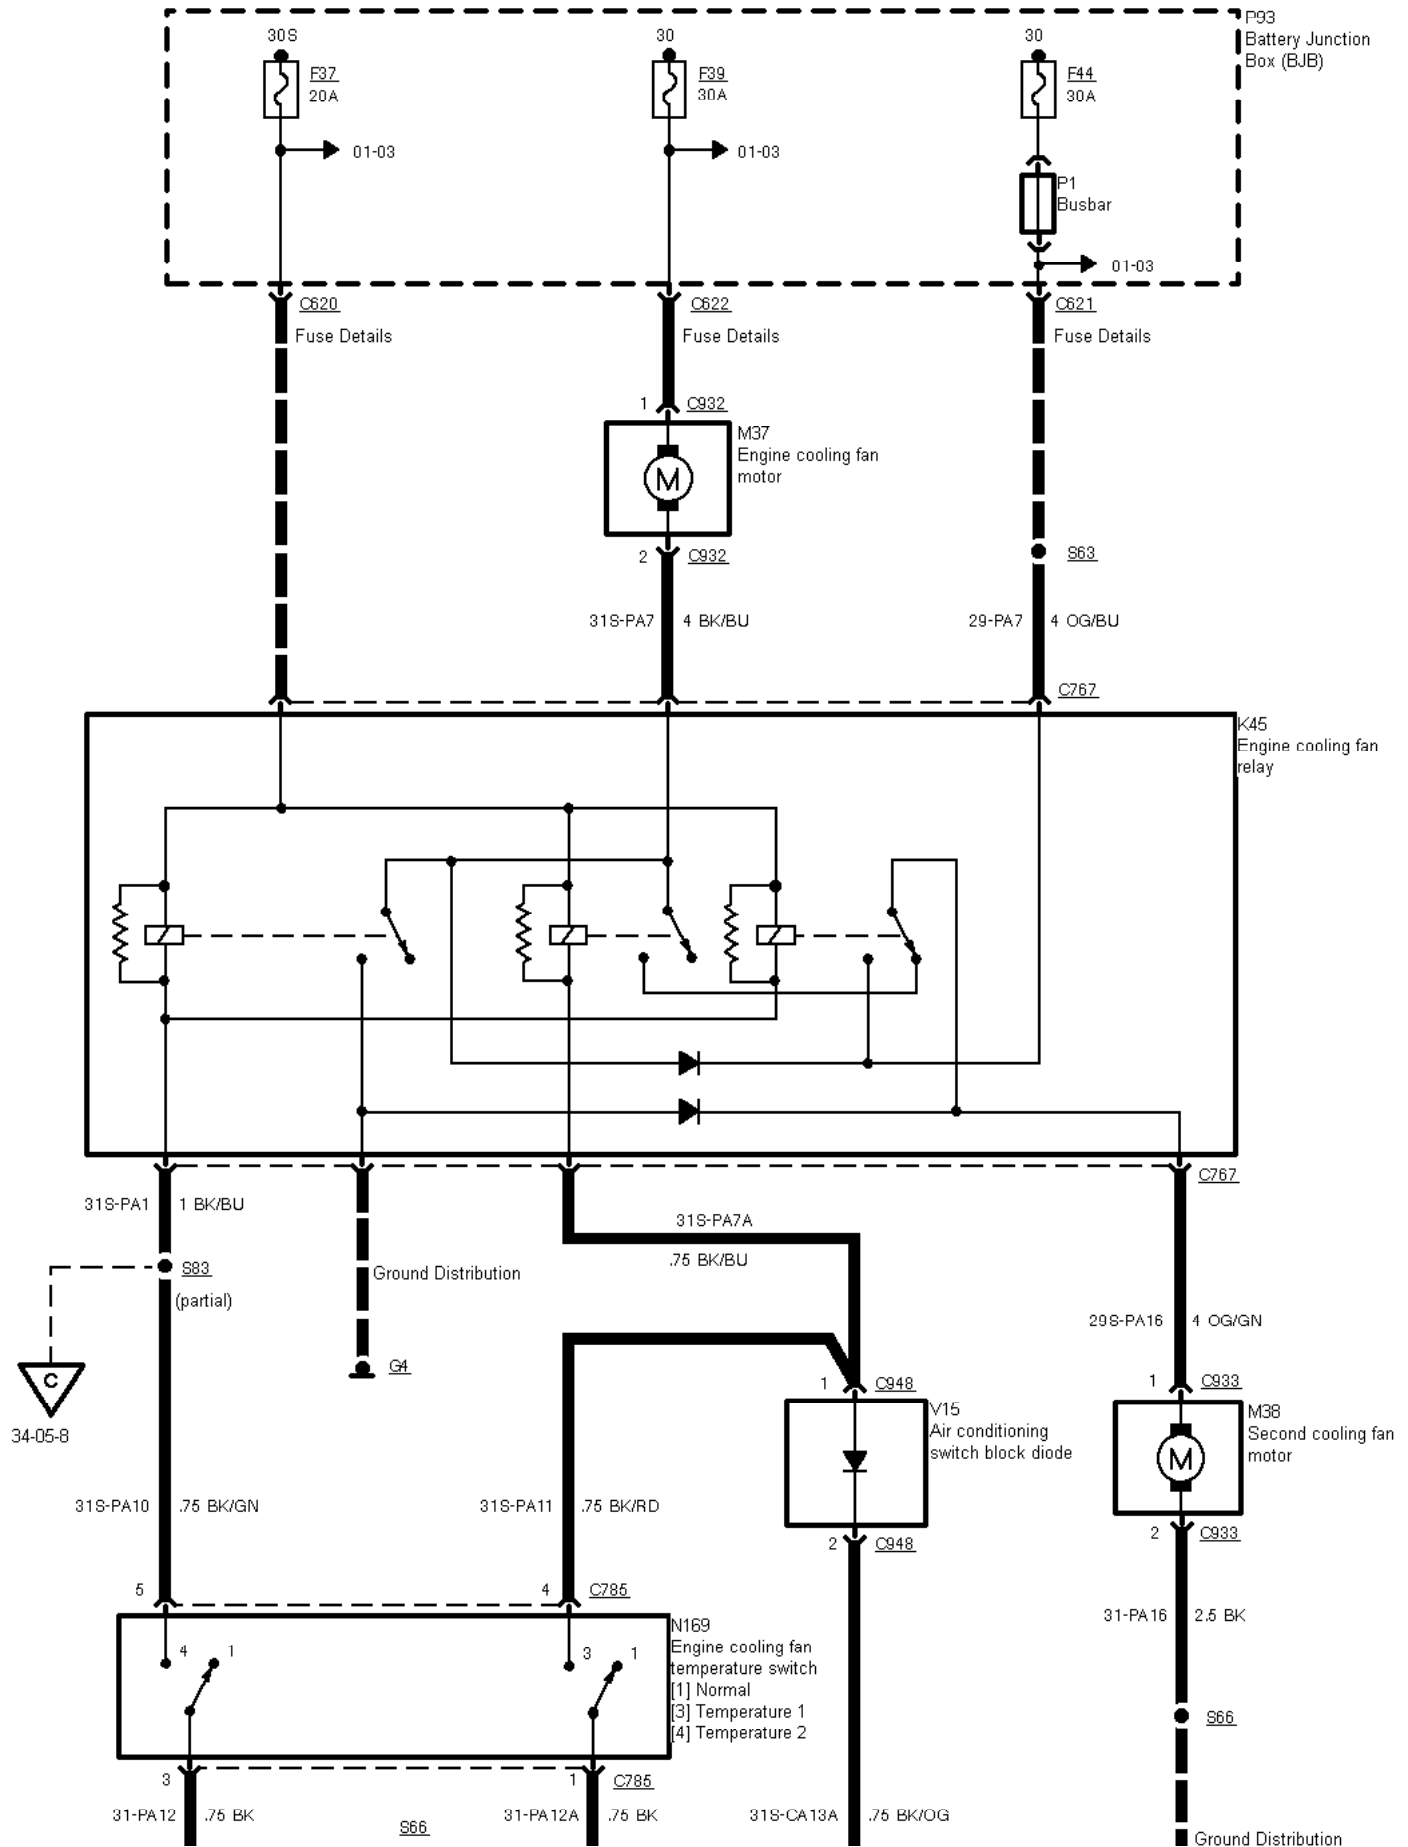 P93
Battery Junction
Box (BJB)
30S
30
30
F37
20A
F39
30A
F44
30A
01-03
01-03
P1
Busbar
01-03
C620
C622
C621
Fuse Details
Fuse Details
Fuse Details
1
C932
M37
Engine cooling fan
motor
M
2
C932
S63
31S-PA7
4 BK/BU
29-PA7
4 OG/BU
C767
K45
Engine cooling fan
relay
C767
31S-PA1
1 BK/BU
31S-PA7A
.75 BK/BU
S83
(partial)
Ground Distribution
29S-PA16
4 OG/GN
C
34-05-8
G4
1
C948
1
C933
V15
Air conditioning
switch block diode
M38
Second cooling fan
motor
M
31S-PA10
.75 BK/GN
31S-PA11
.75 BK/RD
2
C948
2
C933
5
4
C785
31-PA16
2.5 BK
N169
Engine cooling fan
temperature switch
[1] Normal
[3] Temperature 1
[4] Temperature 2
4
1
3
1
S66
3
1
C785
31-PA12
.75 BK
S66
31-PA12A
.75 BK
31S-CA13A
.75 BK/OG
Ground Distribution